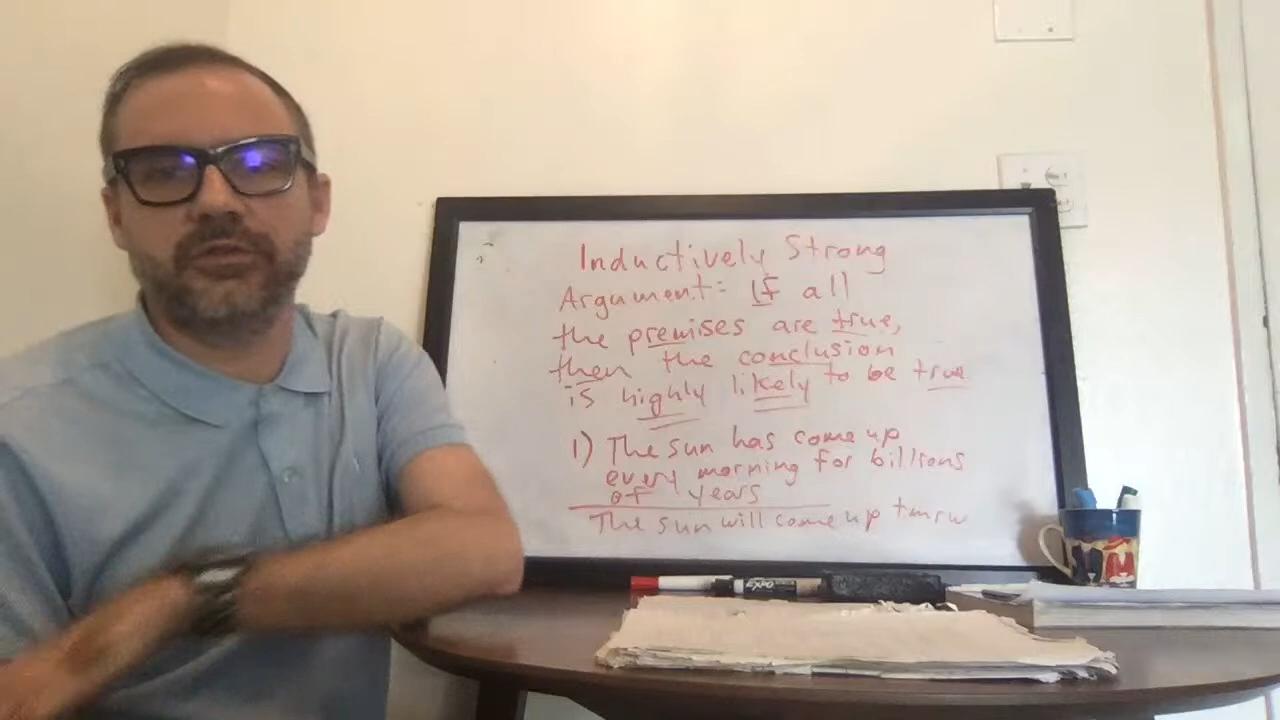 Inductively Strong
Argument: If all
the premises are true,
then the conclusion
is highly likely to be true
1) The sun has come up
every morning for billions
of years
The sun will come up tmrw
EXPO